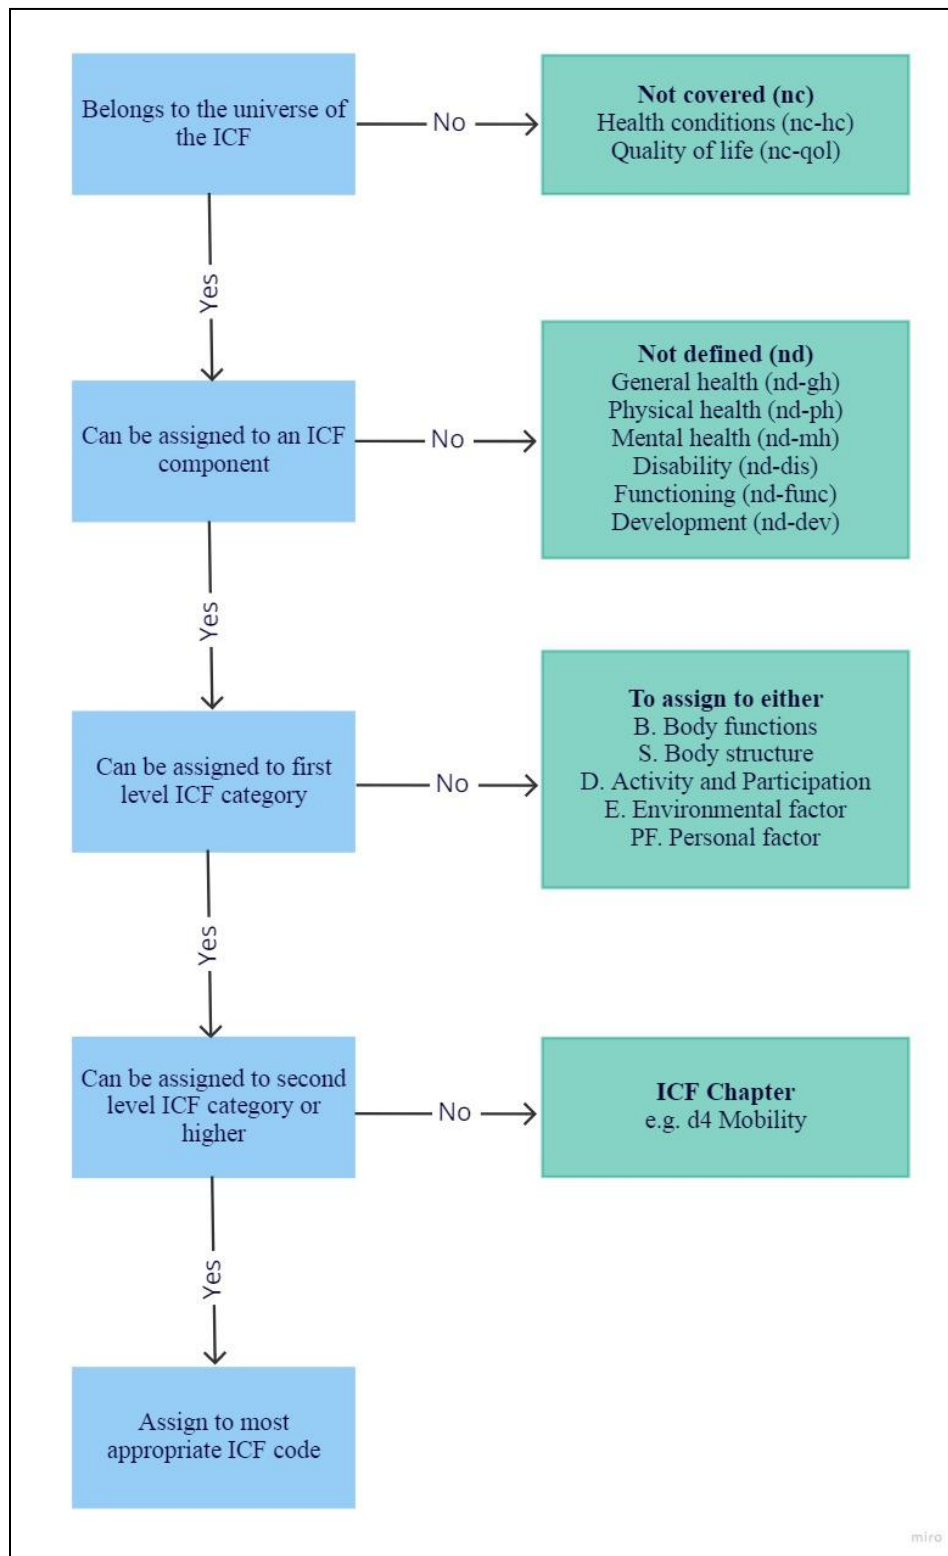 Belongs to the universe of
the ICF
No
Not covered (nc)
Health conditions (nc-hc)
Quality of life (nc-qol)
Yes
Can be assigned to an ICF
component
No
Not defined (nd)
General health (nd-gh)
Physical health (nd-ph)
Mental health (nd-mh)
Disability (nd-dis)
Functioning (nd-func)
Development (nd-dev)
Yes
Can be assigned to first
level ICF category
No
To assign to either
B. Body functions
S. Body structure
D. Activity and Participation
E. Environmental factor
PF. Personal factor
Yes
Can be assigned to second
level ICF category or
higher
No
ICF Chapter
e.g. d4 Mobility
Yes
Assign to most
appropriate ICF code
miro